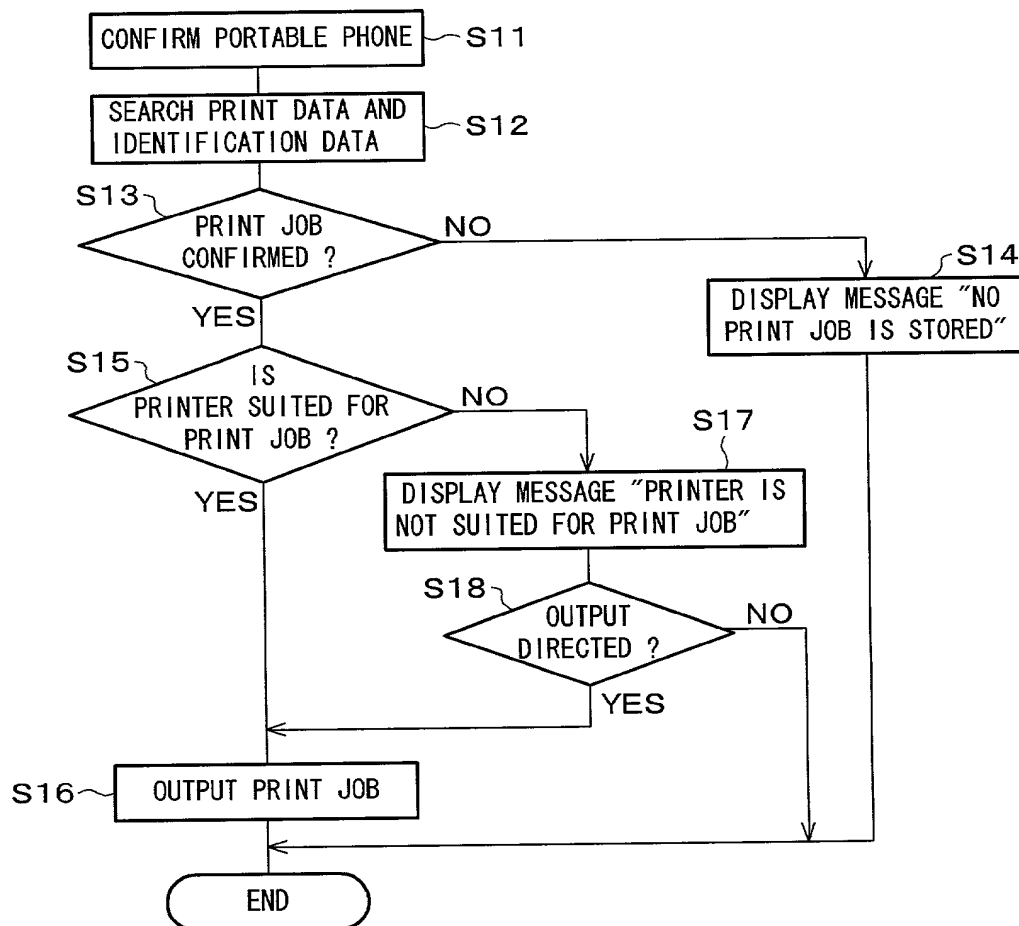 CONFIRM PORTABLE PHONE
S11
SEARCH PRINT DATA AND
IDENTIFICATION DATA
S12
S13
PRINT JOB
CONFIRMED ?
NO
YES
S14
DISPLAY MESSAGE "NO
PRINT JOB IS STORED"
S15
IS
PRINTER SUITED FOR
PRINT JOB ?
NO
YES
S17
DISPLAY MESSAGE "PRINTER IS
NOT SUITED FOR PRINT JOB"
S18
OUTPUT
DIRECTED ?
NO
YES
S16
OUTPUT PRINT JOB
END